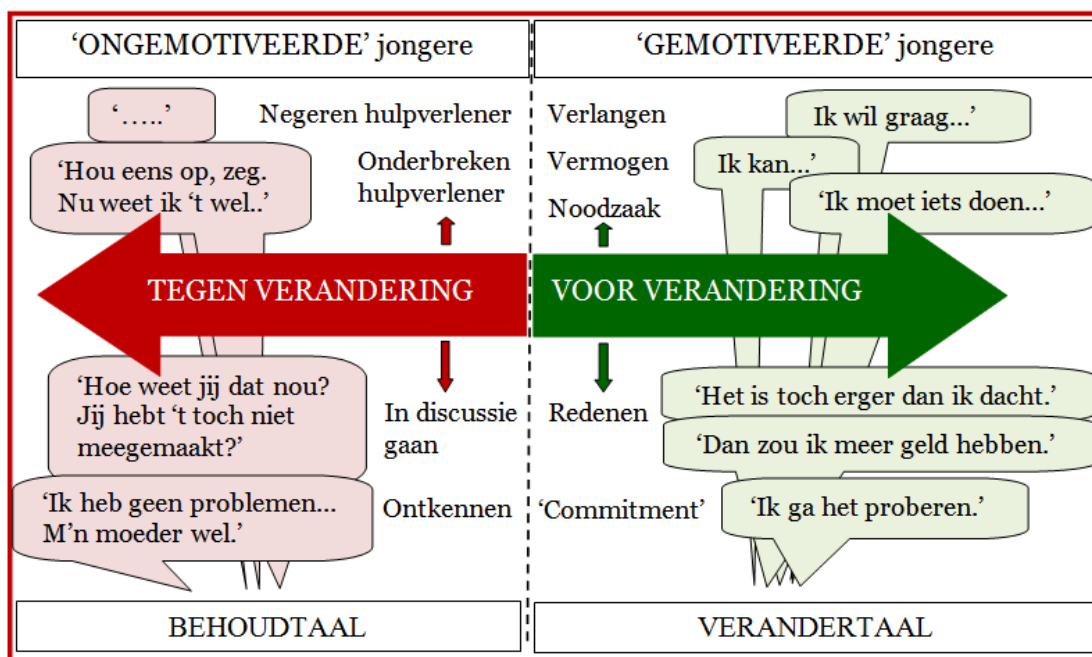 ‘ONGEMOTIVEERDE’ jongere
‘…..’
Negeren hulpverlener
‘Hou eens op, zeg.
Nu weet ik ‘t wel..’
Onderbreken
hulpverlener
TEGEN VERANDERING
‘Hoe weet jij dat nou?
Jij hebt ‘t toch niet
meegemaakt?’
In discussie
gaan
‘Ik heb geen problemen…
M’n moeder wel.’
Ontkennen
BEHOUDTAAL
‘GEMOTIVEERDE’ jongere
Verlangen
Ik wil graag…’
Vermogen
Ik kan…’
Noodzaak
‘Ik moet iets doen…’
VOOR VERANDERING
Redenen
‘Het is toch erger dan ik dacht.’
‘Dan zou ik meer geld hebben.’
‘Commitment’
‘Ik ga het proberen.’
VERANDERTAAL